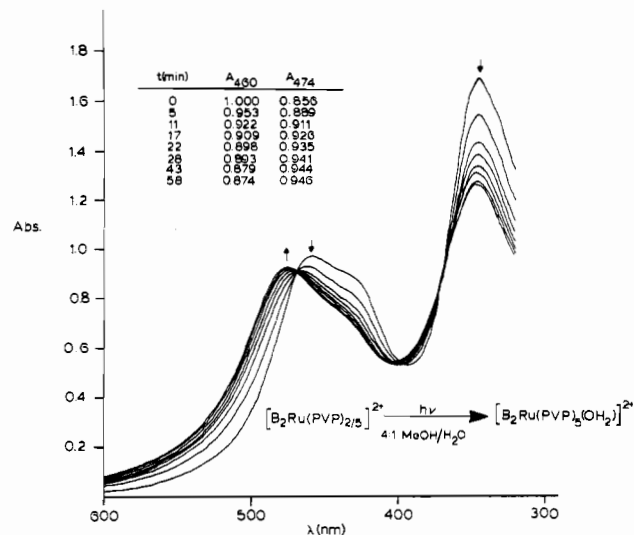 1.8
1.6
1.4
1.2
Abs.
1.0
0.8
0.6
0.4
0.2
t(min) A460 A474
0 1.000 0.856
5 0.953 0.889
11 0.922 0.911
17 0.909 0.926
22 0.898 0.935
28 0.893 0.941
43 0.879 0.944
58 0.874 0.946
[B2Ru(PVP)2/5]2+ hν [B2Ru(PVP)5(OH2)]2+
4:1 MeOH/H2O
600 500 400 300
λ(nm)